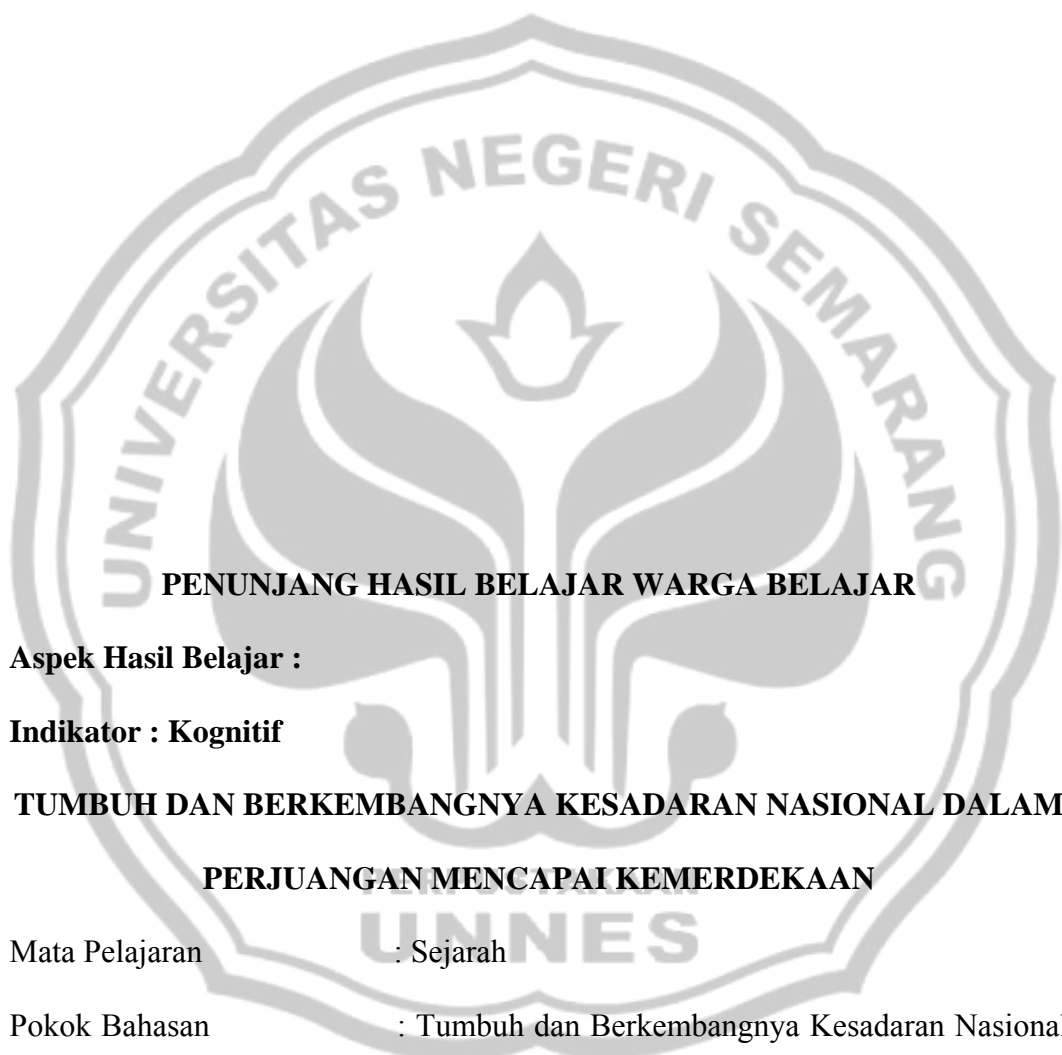 UNIVERSITAS NEGERI SEMARANG
PENUNJANG HASIL BELAJAR WARGA BELAJAR
Aspek Hasil Belajar :
Indikator : Kognitif
TUMBUH DAN BERKEMBANGNYA KESADARAN NASIONAL DALAM
PERJUANGAN MENCAPAI KEMERDEKAAN
PERPUSTAKAAN
UNNES
Mata Pelajaran : Sejarah
Pokok Bahasan : Tumbuh dan Berkembangnya Kesadaran Nasional